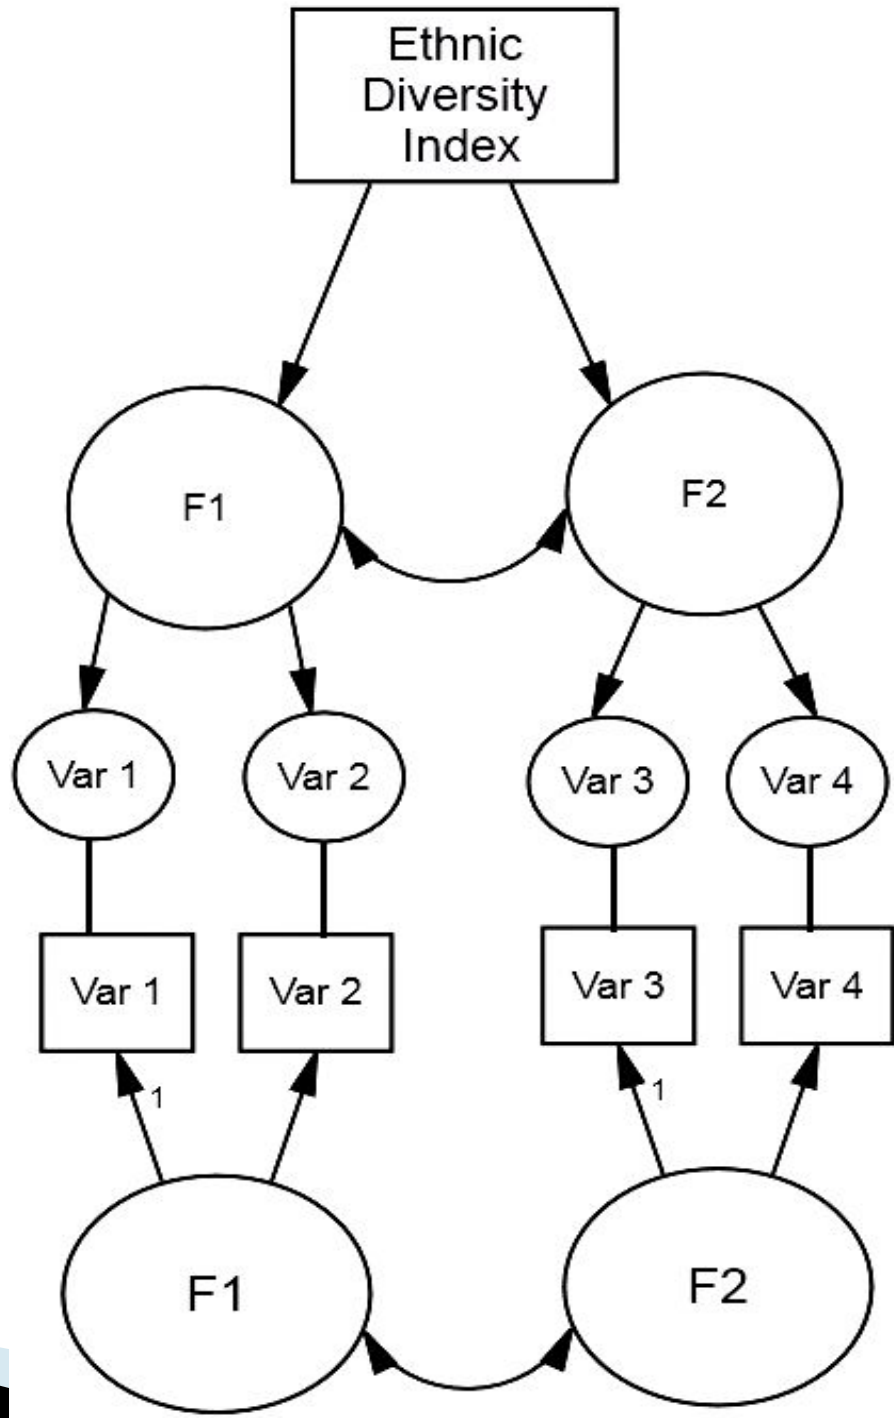 Ethnic
Diversity
Index
F1
F2
Var 1
Var 2
Var 3
Var 4
Var 1
Var 2
Var 3
Var 4
1
1
F1
F2